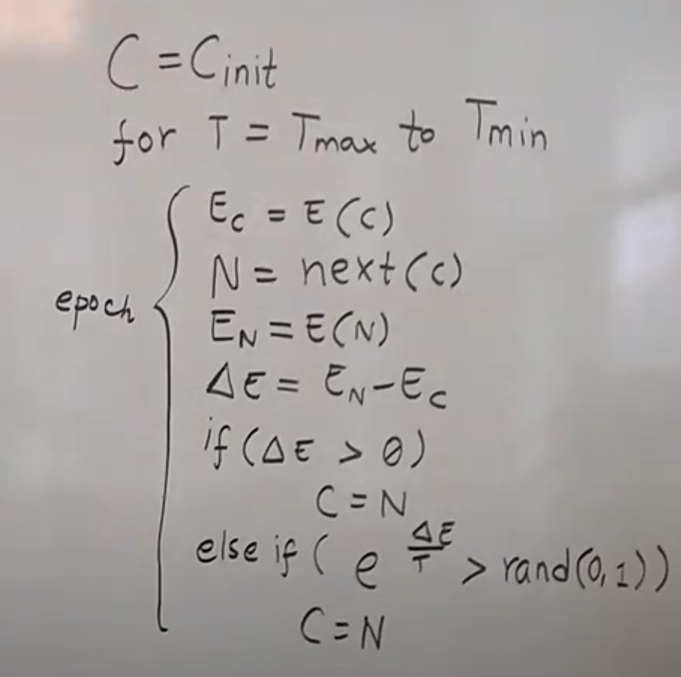 C = Cinit
for T = Tmax to Tmin
epoch
Ec = E(c)
N = next(c)
EN = E(N)
ΔE = EN - Ec
if (ΔE > 0)
C = N
else if ( e^ΔE/T > rand(0,1))
C = N